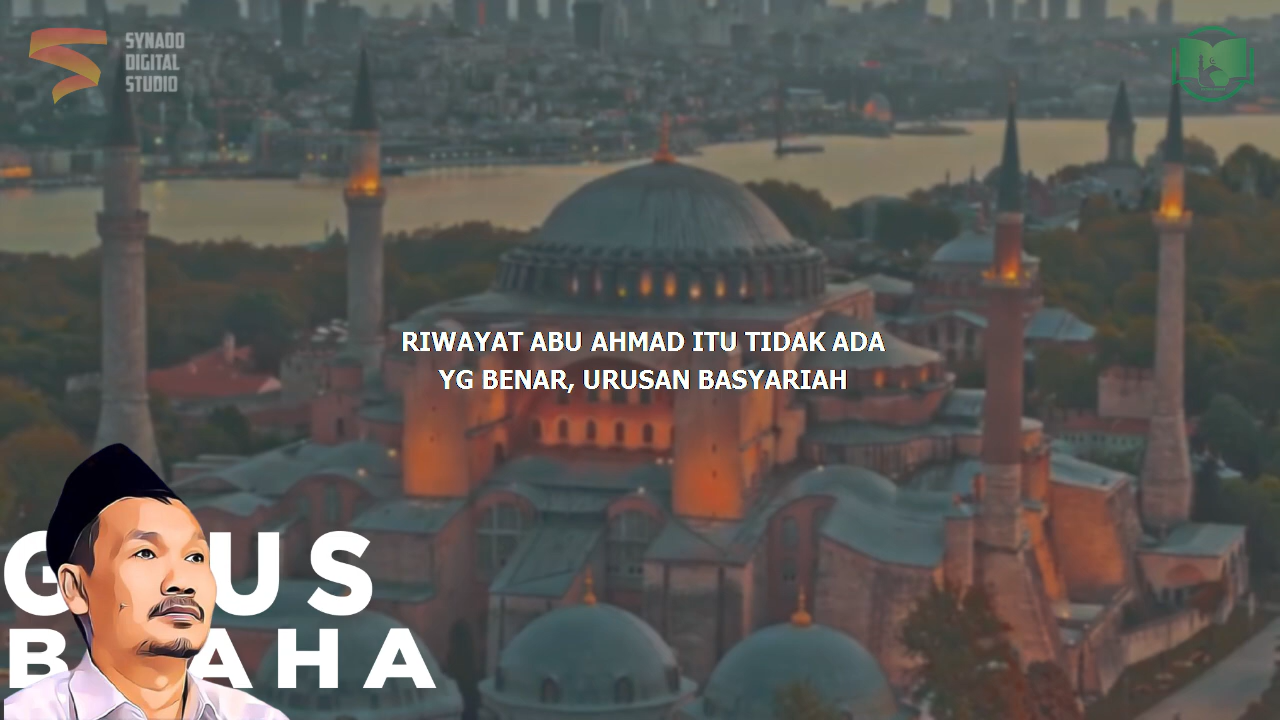 SYNADO
DIGITAL
STUDIO
RIWAYAT ABU AHMAD ITU TIDAK ADA
YG BENAR, URUSAN BASYARIAH
GUS
BAHA